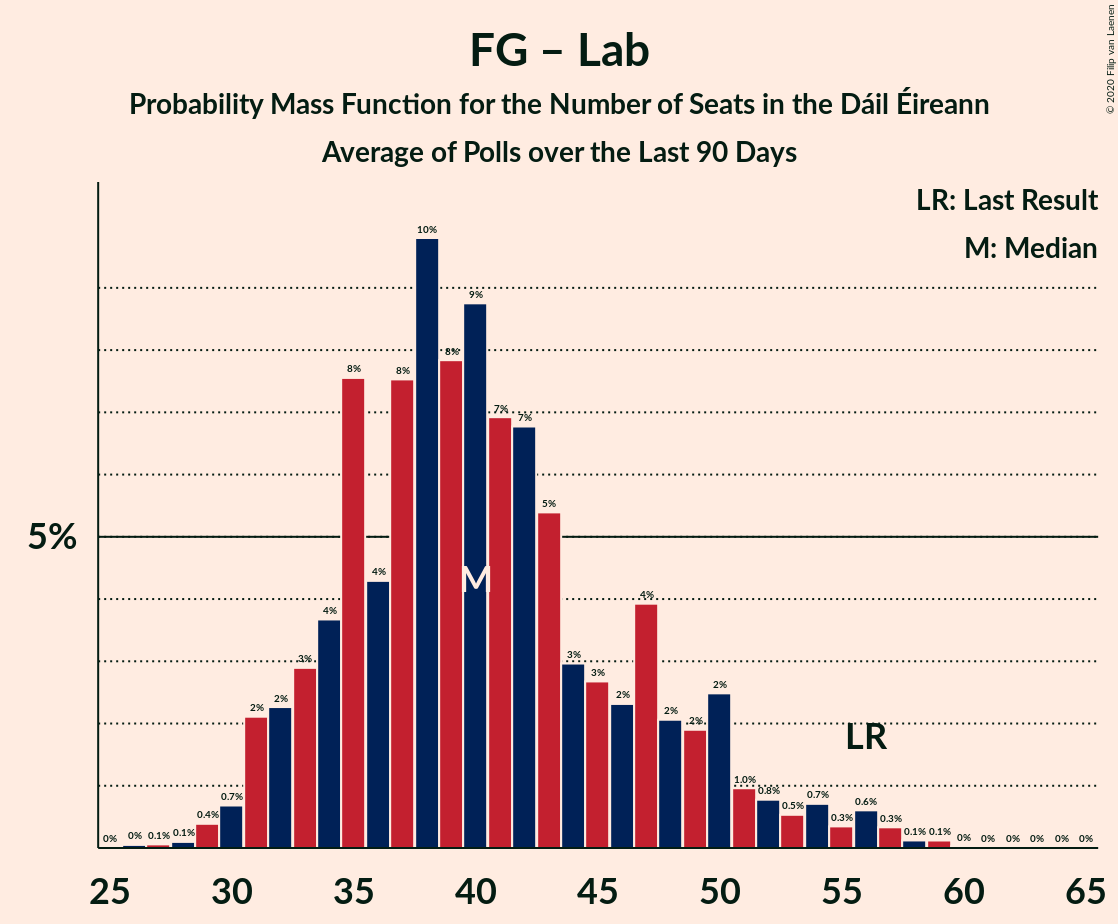 FG – Lab
Probability Mass Function for the Number of Seats in the Dáil Éireann
Average of Polls over the Last 90 Days
© 2020 Filip van Laenen
LR: Last Result
M: Median
5%
0% 0% 0.1% 0.1% 0.4% 0.7% 2% 2% 3% 4% 8% 4% 8% 10% 8% 9% 7% 7% 5% 3% 3% 2% 4% 2% 2% 2% 1.0% 0.8% 0.5% 0.7% 0.3% 0.6% 0.3% 0.1% 0.1% 0% 0% 0% 0% 0% 0%
M
LR
25 30 35 40 45 50 55 60 65